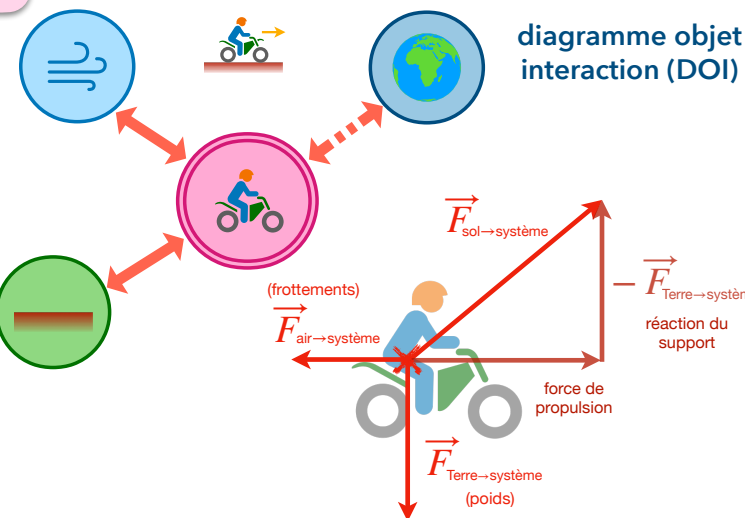 diagramme objet
interaction (DOI)
F sol→système
(frottements)
F air→système
− F Terre→systèm
réaction du
support
force de
propulsion
F Terre→système
(poids)